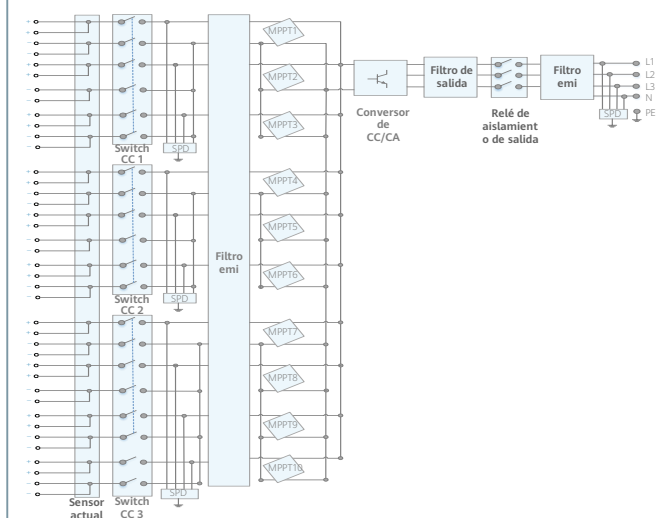 MPPT1
MPPT2
MPPT3
Switch
CC 1
SPD
MPPT4
MPPT5
MPPT6
Filtro
emi
Switch
CC 2
SPD
MPPT7
MPPT8
MPPT9
MPPT10
Sensor
actual
Switch
CC 3
SPD
Conversor
de
CC/CA
Filtro de
salida
Relé de
aislamient
o de salida
Filtro
emi
SPD
L1
L2
L3
N
PE